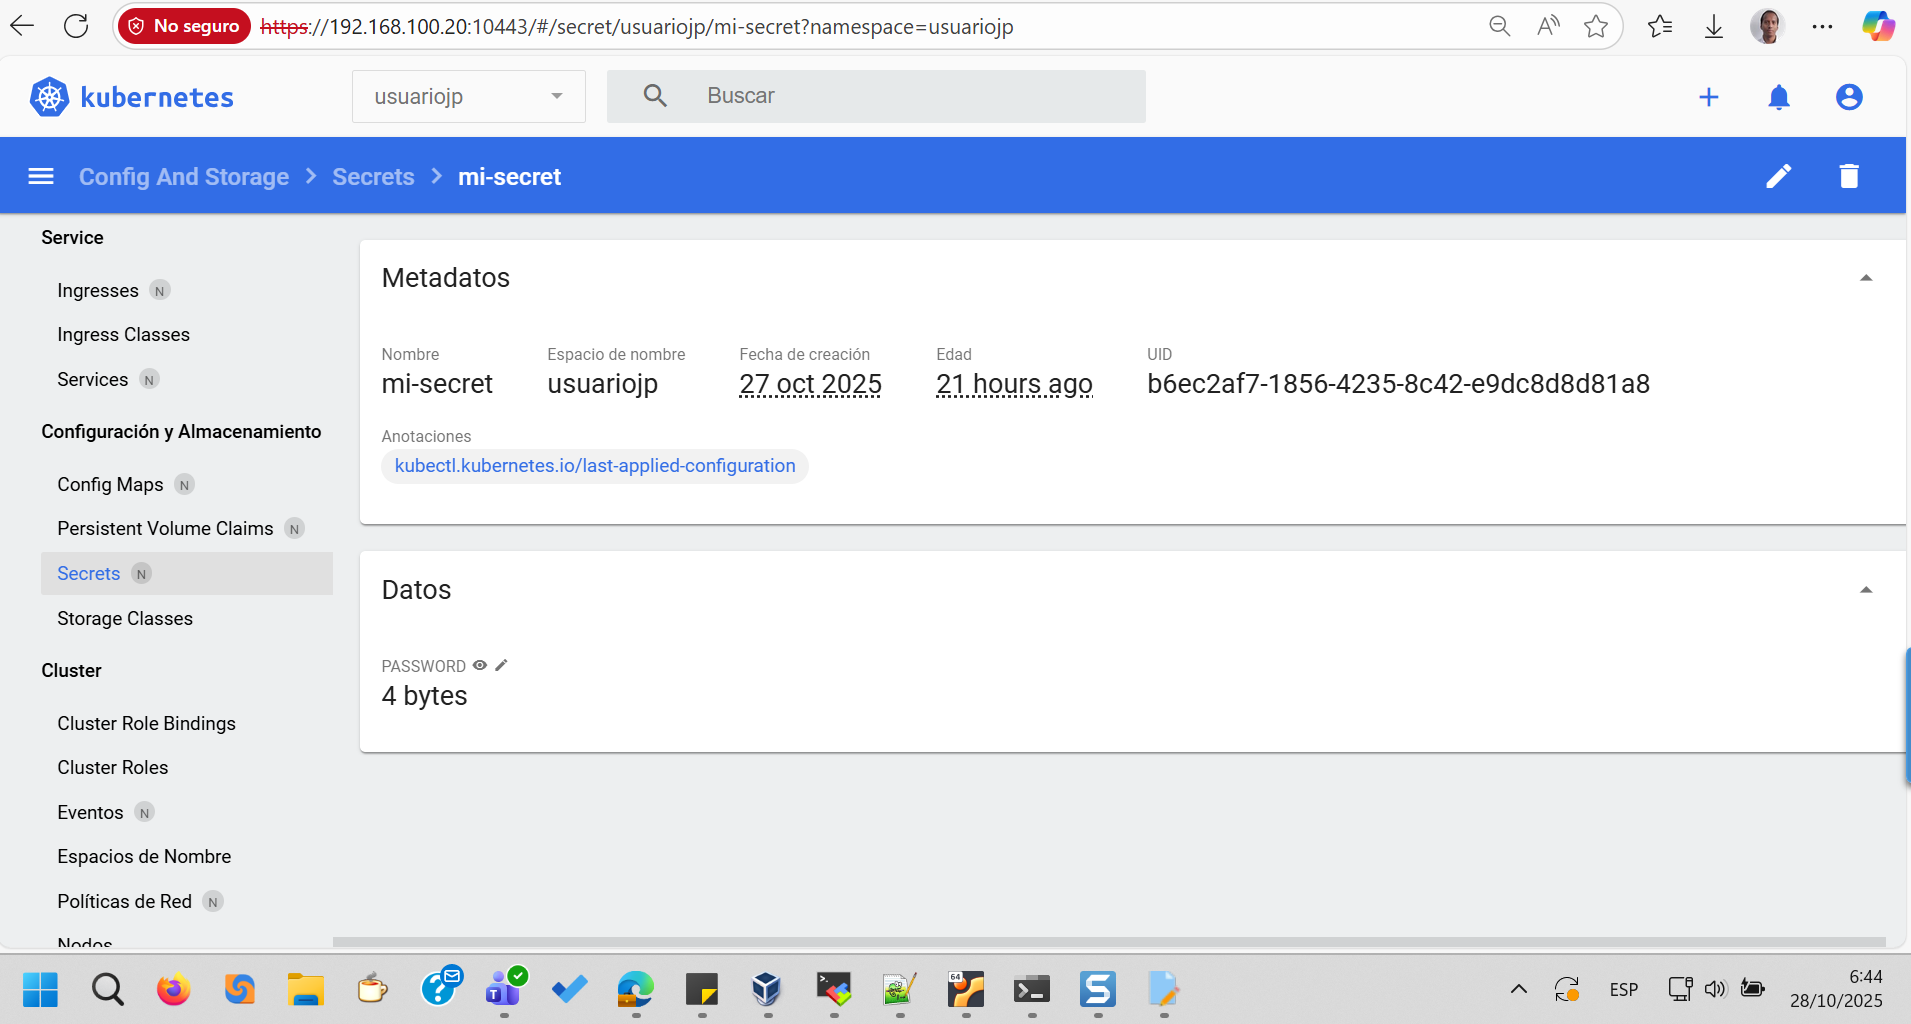 No seguro https://192.168.100.20:10443/#/secret/usuariojp/mi-secret?namespace=usuariojp
kubernetes
usuariojp
Buscar
Config And Storage > Secrets > mi-secret
Service
Ingresses N
Ingress Classes
Services N
Configuración y Almacenamiento
Config Maps N
Persistent Volume Claims N
Secrets N
Storage Classes
Cluster
Cluster Role Bindings
Cluster Roles
Eventos N
Espacios de Nombre
Políticas de Red N
Nodos
Metadatos
Nombre
mi-secret
Espacio de nombre
usuariojp
Fecha de creación
27 oct 2025
Edad
21 hours ago
UID
b6ec2af7-1856-4235-8c42-e9dc8d8d81a8
Anotaciones
kubectl.kubernetes.io/last-applied-configuration
Datos
PASSWORD
4 bytes
ESP
6:44
28/10/2025